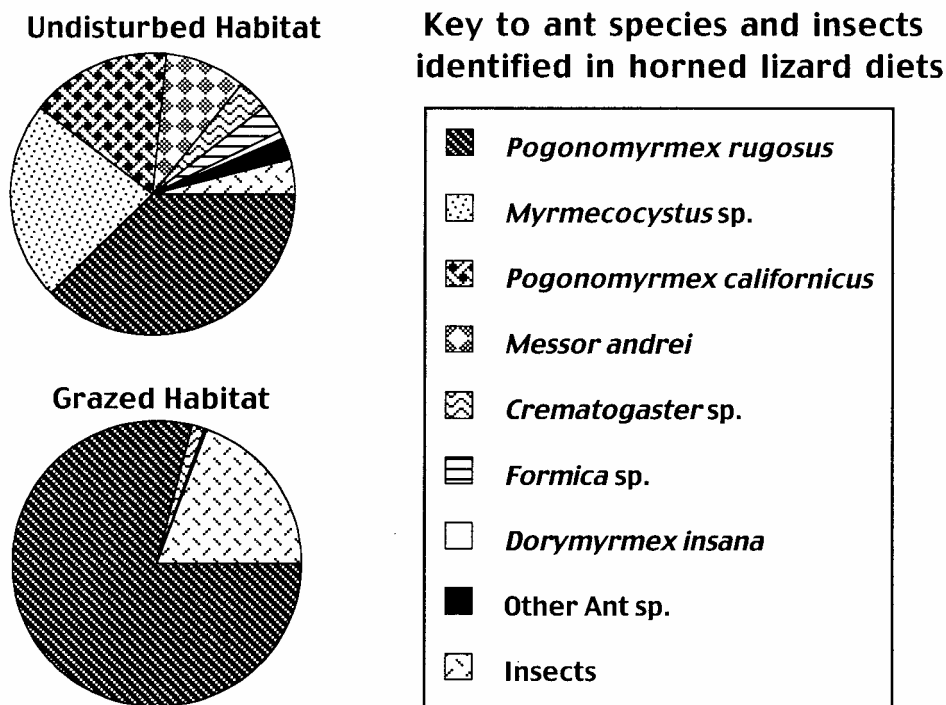 Undisturbed Habitat
Key to ant species and insects
identified in horned lizard diets
Pogonomyrmex rugosus
Myrmecocystus sp.
Pogonomyrmex californicus
Messor andrei
Crematogaster sp.
Formica sp.
Dorymyrmex insana
Other Ant sp.
Insects
Grazed Habitat